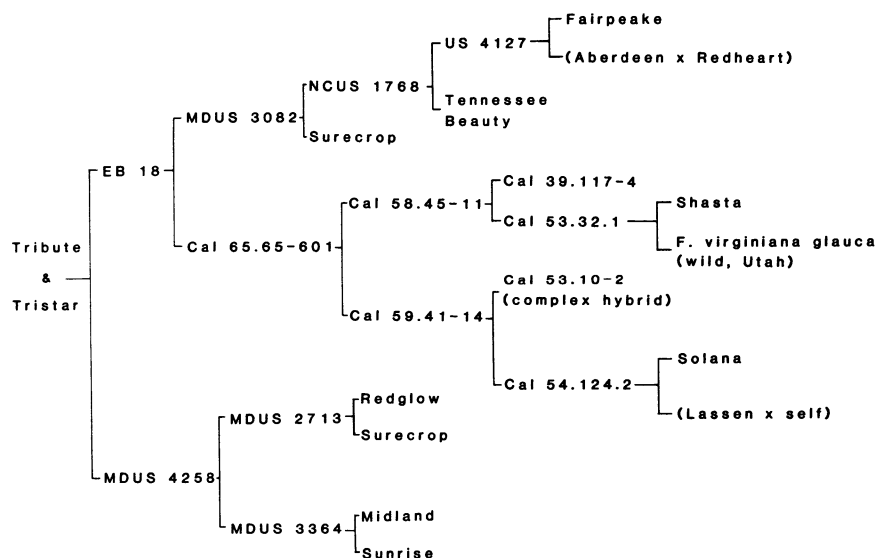 Fairpeake
US 4127
(Aberdeen x Redheart)
NCUS 1768
Tennessee
Beauty
MDUS 3082
Surecrop
EB 18
Cal 39.117-4
Cal 58.45-11
Shasta
Cal 53.32.1
Cal 65.65-601
F. virginiana glauca
(wild, Utah)
Tribute
&
Tristar
Cal 53.10-2
(complex hybrid)
Cal 59.41-14
Solana
Cal 54.124.2
(Lassen x self)
Redglow
MDUS 2713
Surecrop
MDUS 4258
Midland
MDUS 3364
Sunrise